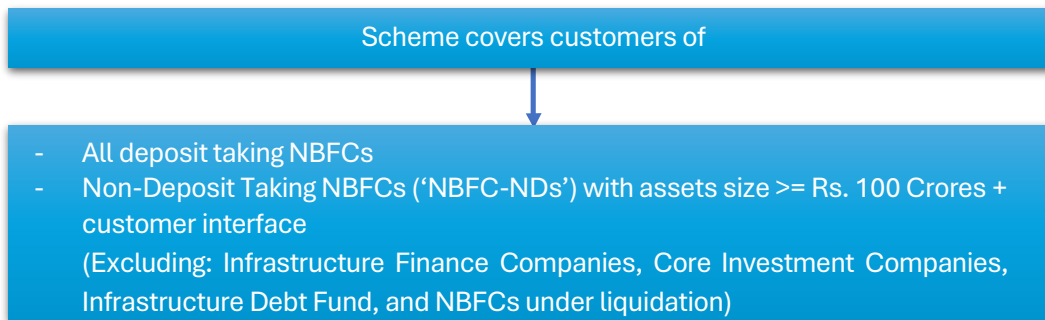 Scheme covers customers of
- All deposit taking NBFCs
- Non-Deposit Taking NBFCs (‘NBFC-NDs’) with assets size >= Rs. 100 Crores +
customer interface
(Excluding: Infrastructure Finance Companies, Core Investment Companies,
Infrastructure Debt Fund, and NBFCs under liquidation)